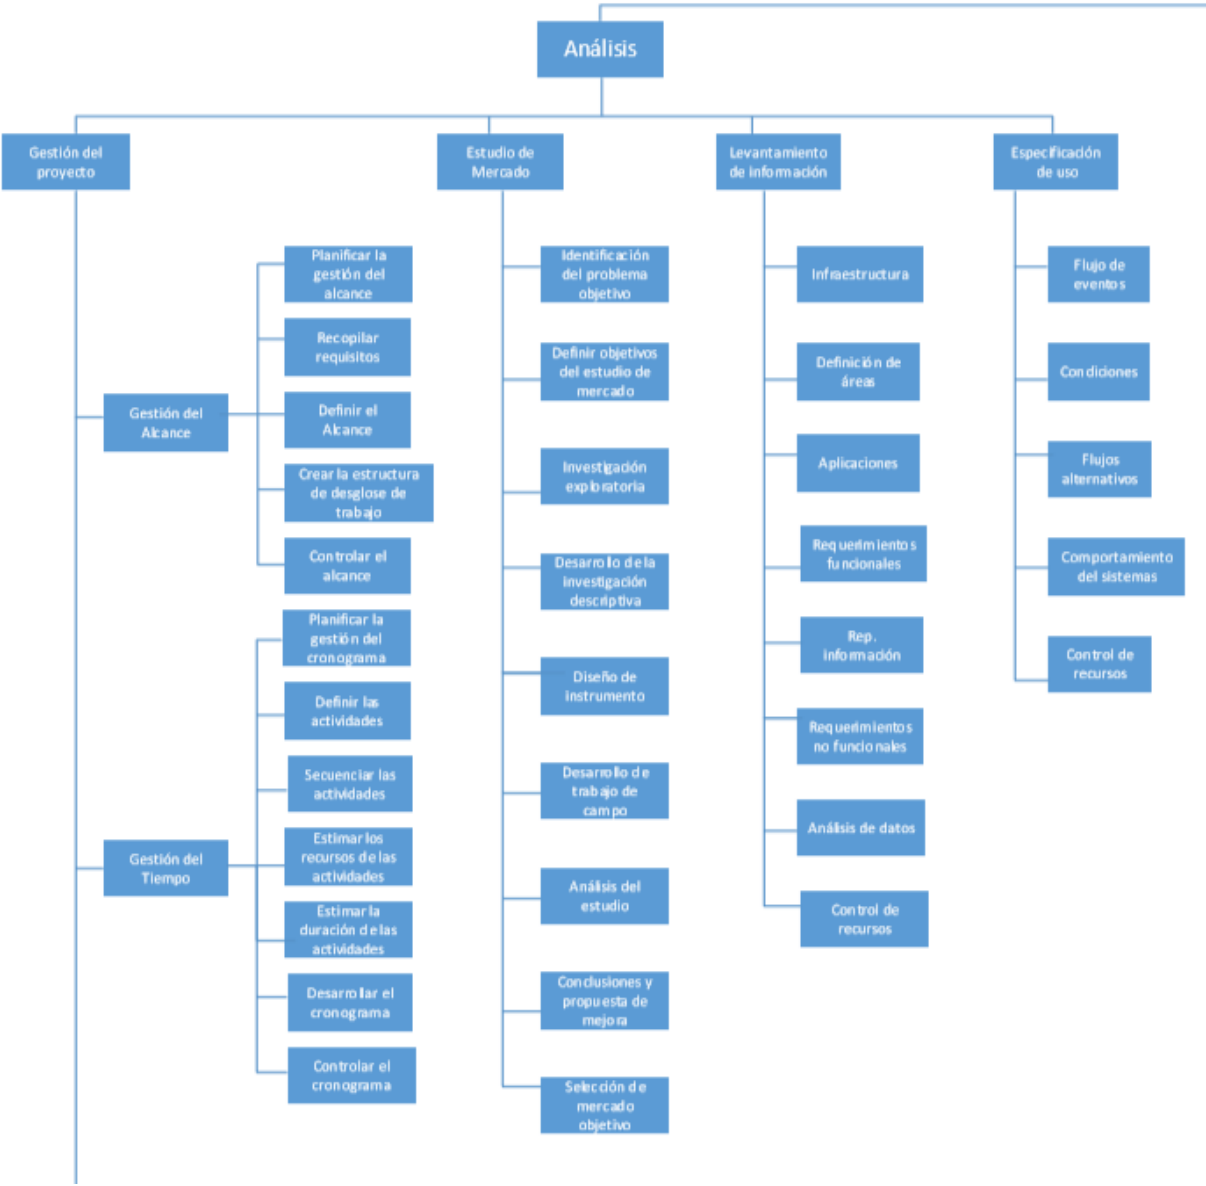 Análisis
Gestión del
proyecto
Estudio de
Mercado
Levantamiento
de información
Especificación
de uso
Gestión del
Alcance
Planificar la
gestión del
alcance
Recopilar
requisitos
Definir el
Alcance
Crear la estructura
de desglose de
trabajo
Controlar el
alcance
Gestión del
Tiempo
Planificar la
gestión del
cronograma
Definir las
actividades
Secuenciar las
actividades
Estimar los
recursos de las
actividades
Estimar la
duración de las
actividades
Desarrollar el
cronograma
Controlar el
cronograma
Identificación
del problema
objetivo
Definir objetivos
del estudio de
mercado
Investigación
exploratoria
Desarrollo de la
investigación
descriptiva
Diseño de
instrumento
Desarrollo de
trabajo de
campo
Análisis del
estudio
Conclusiones y
propuesta de
mejora
Selección de
mercado
objetivo
Infraestructura
Definición de
áreas
Aplicaciones
Requerimientos
funcionales
Rep.
información
Requerimientos
no funcionales
Análisis de datos
Control de
recursos
Flujo de
eventos
Condiciones
Flujos
alternativos
Comportamiento
del sistemas
Control de
recursos